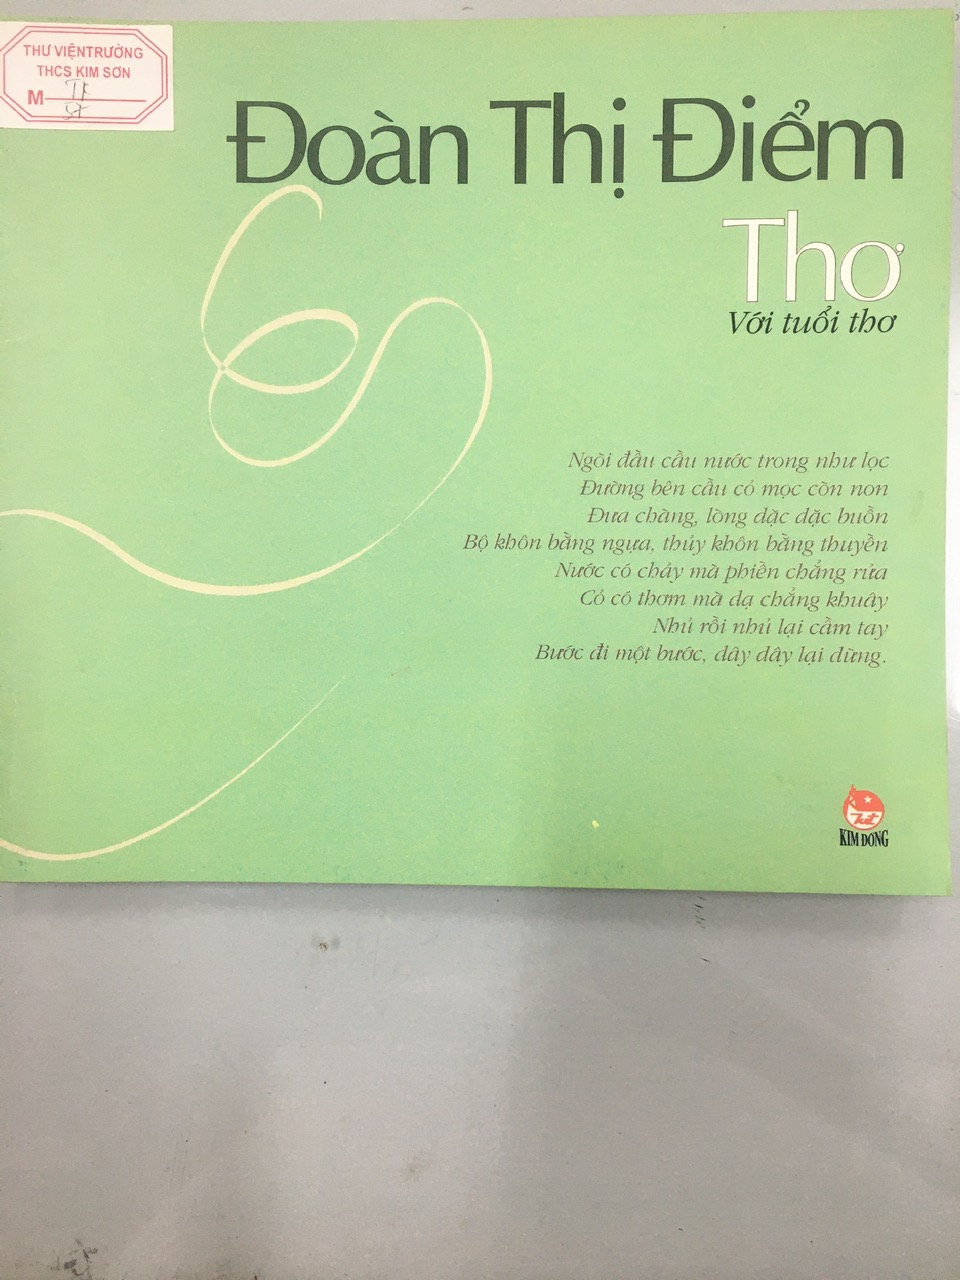 THƯ VIỆNTRƯỜNG
THCS KIM SƠN
M
Đoàn Thị Điểm
Thơ
Với tuổi thơ
Ngòi đầu cầu nước trong như lọc
Đường bên cầu cỏ mọc còn non
Đưa chàng, lòng dặc dặc buồn
Bộ khôn bằng ngựa, thủy khôn bằng thuyền
Nước có chảy mà phiền chẳng rửa
Cỏ có thơm mà dạ chẳng khuây
Nhủ rồi nhủ lại cầm tay
Bước đi một bước, dây dây lại dừng.
KIM ĐỒNG